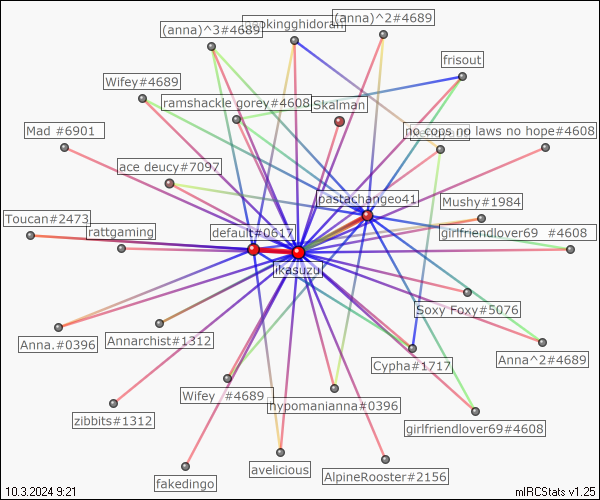 (anna)^3#4689
(anna)^2#4689
frisout
Wifey#4689
ramshackle gorey#4608
Skalman
Mad #6901
no cops no laws no hope#4608
ace deucy#7097
pastachangeo41
Mushy#1984
Toucan#2473
rattgaming
default#0617
girlfriendlover69 #4608
ikasuzu
Soxy Foxy#5076
Anna.#0396
Annarchist#1312
Cypha#1717
Anna^2#4689
Wifey #4689
hypomanianna#0396
zibbits#1312
girlfriendlover69#4608
fakedingo
avelicious
AlpineRooster#2156
10.3.2024 9:21
mIRCStats v1.25